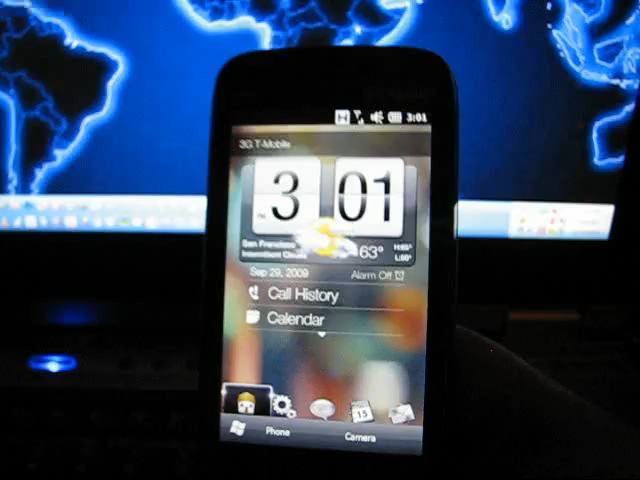 3:01
3G T-Mobile
3 01
PM
San Francisco 63°
Intermittent Clouds
Sep 29, 2009 Alarm Off
Call History
Calendar
15
Phone Camera